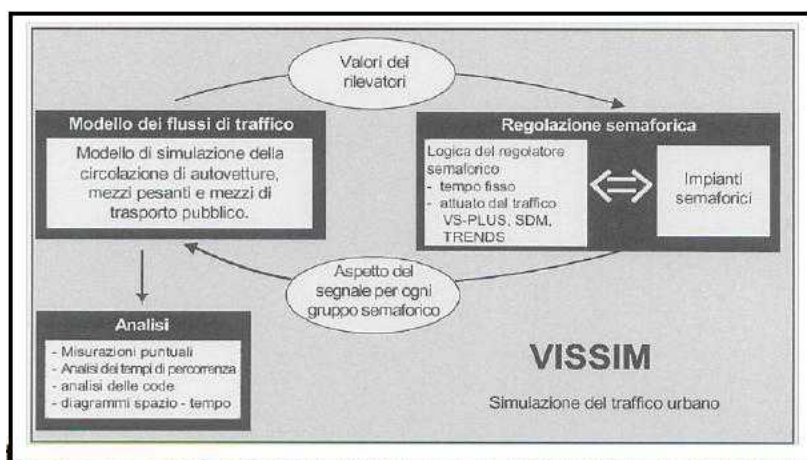 Valori dei
rilevatori
Modello dei flussi di traffico
Modello di simulazione della
circolazione di autovetture,
mezzi pesanti e mezzi di
trasporto pubblico.
Regolazione semaforica
Logica del regolatore
semaforico
- tempo fisso
- attuato dal traffico
VS-PLUS, SDM,
TRENDS
Impianti
semaforici
Aspetto del
segnale per ogni
gruppo semaforico
Analisi
- Misurazioni puntuali
- Analisi dei tempi di percorrenza
- analisi delle code
- diagrammi spazio - tempo
VISSIM
Simulazione del traffico urbano